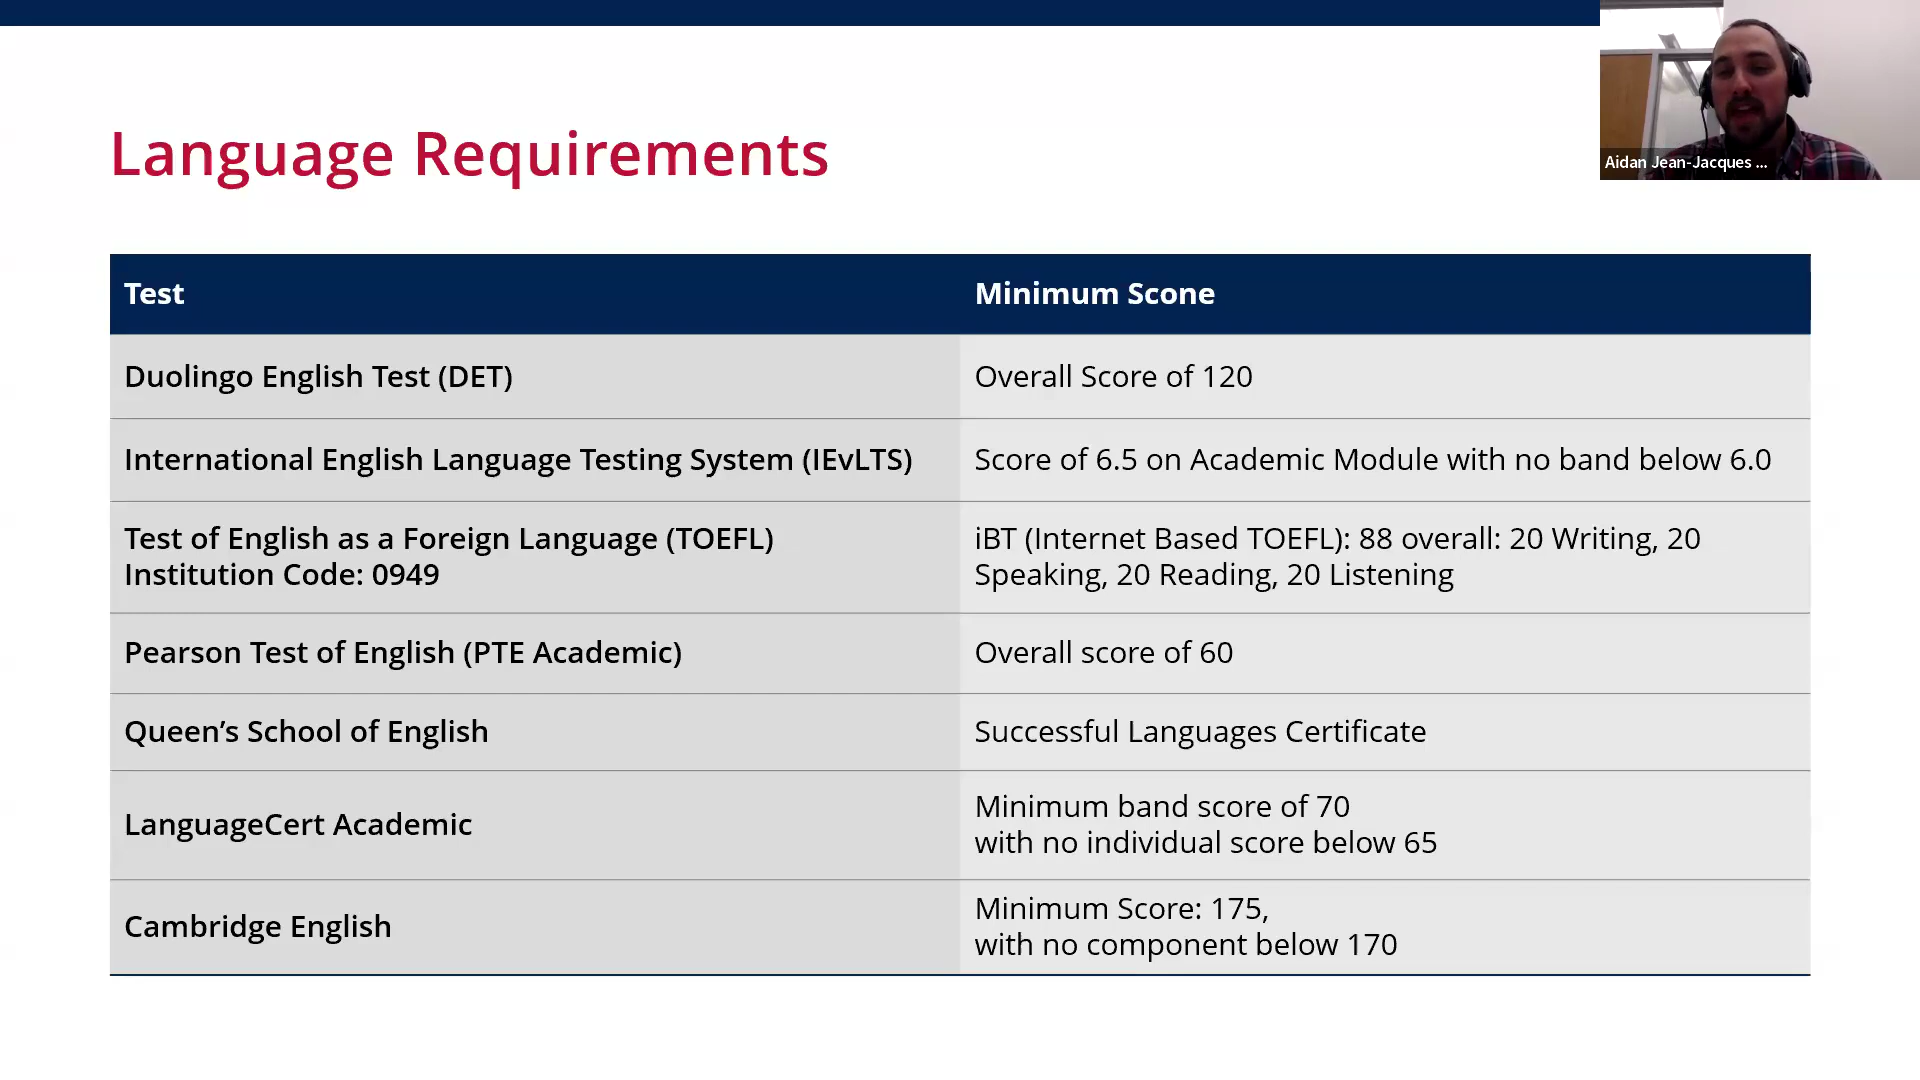 Language Requirements
Aidan Jean-Jacques ...
Test
Minimum Scone
Duolingo English Test (DET)
Overall Score of 120
International English Language Testing System (IEvLTS)
Score of 6.5 on Academic Module with no band below 6.0
Test of English as a Foreign Language (TOEFL)
Institution Code: 0949
iBT (Internet Based TOEFL): 88 overall: 20 Writing, 20
Speaking, 20 Reading, 20 Listening
Pearson Test of English (PTE Academic)
Overall score of 60
Queen’s School of English
Successful Languages Certificate
LanguageCert Academic
Minimum band score of 70
with no individual score below 65
Cambridge English
Minimum Score: 175,
with no component below 170